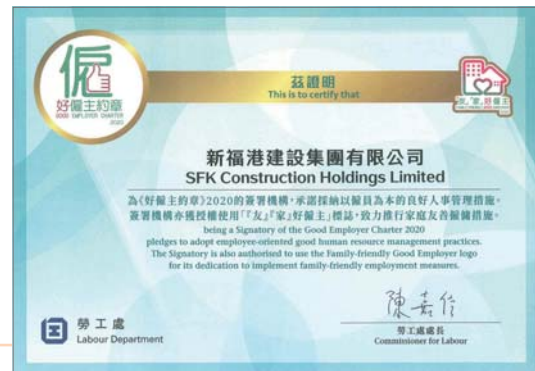 僱
好僱主約章
GOOD EMPLOYER CHARTER
2020
茲證明
This is to certify that
友「家」好僱主
新福港建設集團有限公司
SFK Construction Holdings Limited
為《好僱主約章》2020的簽署機構,承諾採納以僱員為本的良好人事管理措施。
簽署機構亦獲授權使用「『友』『家』好僱主」標誌,致力推行家庭友善僱傭措施。
being a Signatory of the Good Employer Charter 2020
pledges to adopt employee-oriented good human resource management practices.
The Signatory is also authorised to use the Family-friendly Good Employer logo
for its dedication to implement family-friendly employment measures.
勞工處
Labour Department
陳嘉信
勞工處處長
Commissioner for Labour